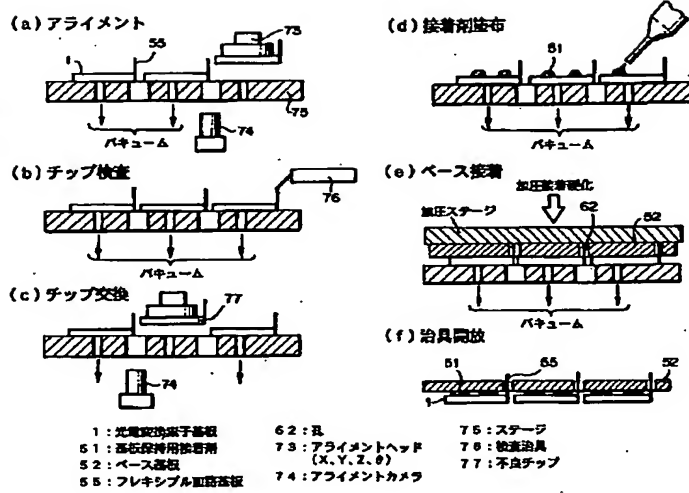 (a) アライメント
55
1
73
75
74
バキューム
(b) チップ検査
76
バキューム
(c) チップ交換
77
74
(d) 接着剤塗布
51
バキューム
(e) ベース接着
加圧接着硬化
62
52
加圧ステージ
バキューム
(f) 治具開放
51
55
52
1
1：光電変換素子基板
51：基板保持用接着剤
52：ベース基板
55：フレキシブル回路基板
62：孔
73：アライメントヘッド
(X、Y、Z、θ)
74：アライメントカメラ
75：ステージ
76：検査治具
77：不良チップ